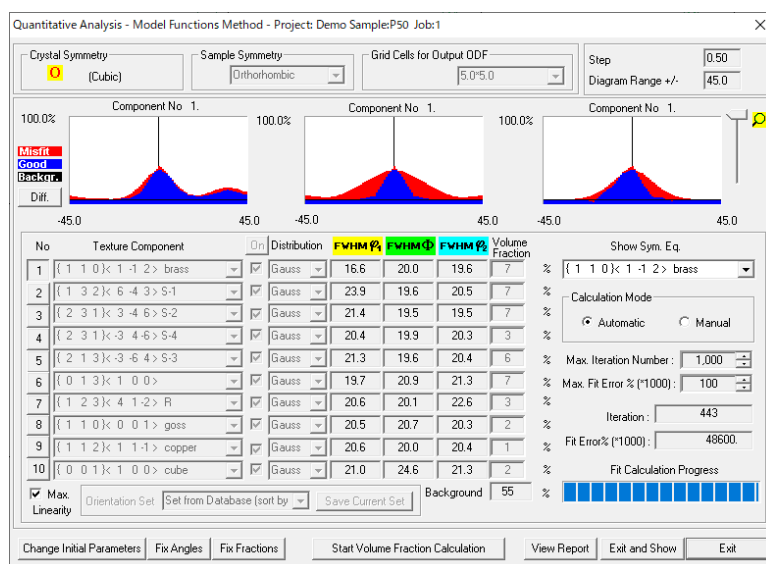 Quantitative Analysis - Model Functions Method - Project: Demo Sample:P50 Job:1
Crystal Symmetry
O (Cubic)
Sample Symmetry
Orthorhombic
Grid Cells for Output ODF
5.0*5.0
Step 0.50
Diagram Range +/- 45.0
Component No 1. Component No 1. Component No 1.
100.0% 100.0% 100.0%
Misfit
Good
Backgr.
Diff.
-45.0 45.0 -45.0 45.0 -45.0 45.0
No Texture Component On Distribution FWHM φ1 FWHM Φ FWHM φ2 Volume Fraction
1 { 1 1 0}< 1 -1 2> brass Gauss 16.6 20.0 19.6 7 %
2 { 1 3 2}< 6 -4 3> S-1 Gauss 23.9 19.6 20.5 7 %
3 { 2 3 1}< 3 -4 6> S-2 Gauss 21.4 19.5 19.5 7 %
4 { 2 3 1}< -3 4 -6> S-4 Gauss 20.4 19.9 20.3 3 %
5 { 2 1 3}< -3 -6 4> S-3 Gauss 21.3 19.6 20.4 6 %
6 { 0 1 3}< 1 0 0> Gauss 19.7 20.9 21.3 7 %
7 { 1 2 3}< 4 1 -2> R Gauss 20.6 20.1 22.6 3 %
8 { 1 1 0}< 0 0 1> goss Gauss 20.5 20.7 20.3 2 %
9 { 1 1 2}< 1 1 -1> copper Gauss 20.6 20.0 20.4 1 %
10 { 0 0 1}< 1 0 0> cube Gauss 21.0 24.6 21.3 2 %
Show Sym. Eq.
{ 1 1 0}< 1 -1 2> brass
Calculation Mode
Automatic Manual
Max. Iteration Number : 1,000
Max. Fit Error % (*1000) : 100
Iteration : 443
Fit Error% (*1000) : 48600.
Fit Calculation Progress
Max. Linearity
Orientation Set Set from Database (sort by Save Current Set Background 55 %
Change Initial Parameters Fix Angles Fix Fractions Start Volume Fraction Calculation View Report Exit and Show Exit